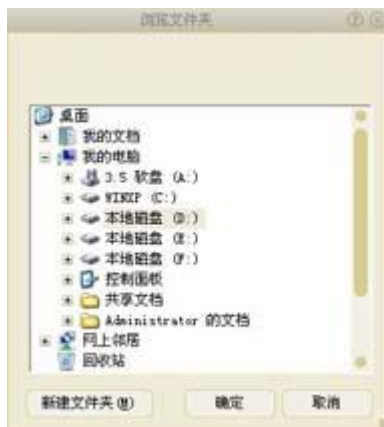 浏览文件夹
桌面
我的文档
我的电脑
3.5 软盘 (A:)
WINXP (C:)
本地磁盘 (D:)
本地磁盘 (E:)
本地磁盘 (F:)
控制面板
共享文档
Administrator 的文档
网上邻居
回收站
新建文件夹(M)
确定
取消